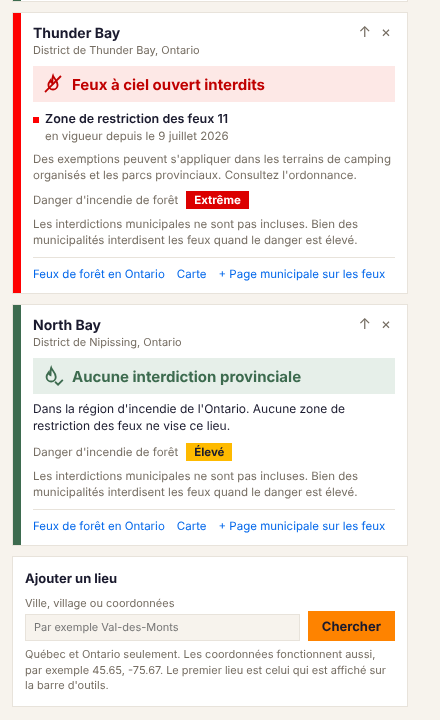 Thunder Bay
↑ ×
District de Thunder Bay, Ontario
Feux à ciel ouvert interdits
Zone de restriction des feux 11
en vigueur depuis le 9 juillet 2026
Des exemptions peuvent s'appliquer dans les terrains de camping
organisés et les parcs provinciaux. Consultez l'ordonnance.
Danger d'incendie de forêt Extrême
Les interdictions municipales ne sont pas incluses. Bien des
municipalités interdisent les feux quand le danger est élevé.
Feux de forêt en Ontario Carte + Page municipale sur les feux
North Bay
↑ ×
District de Nipissing, Ontario
Aucune interdiction provinciale
Dans la région d'incendie de l'Ontario. Aucune zone de
restriction des feux ne vise ce lieu.
Danger d'incendie de forêt Élevé
Les interdictions municipales ne sont pas incluses. Bien des
municipalités interdisent les feux quand le danger est élevé.
Feux de forêt en Ontario Carte + Page municipale sur les feux
Ajouter un lieu
Ville, village ou coordonnées
Par exemple Val-des-Monts
Chercher
Québec et Ontario seulement. Les coordonnées fonctionnent aussi,
par exemple 45.65, -75.67. Le premier lieu est celui qui est affiché sur
la barre d'outils.